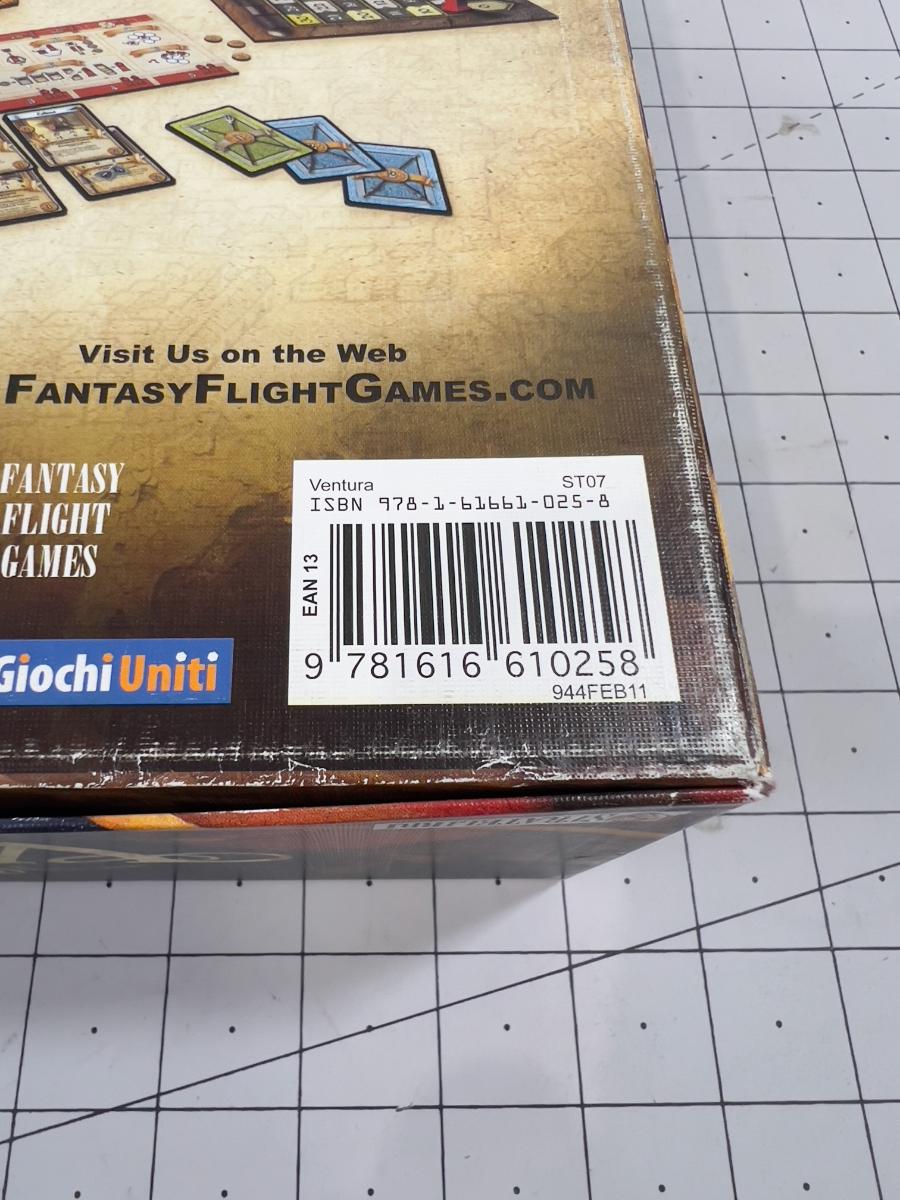 Visit Us on the Web
FANTASYFLIGHTGAMES.COM
FANTASY
FLIGHT
GAMES
Ventura ST07
ISBN 978-1-61661-025-8
EAN 13
9 781616 610258
944FEB11
Giochi Uniti